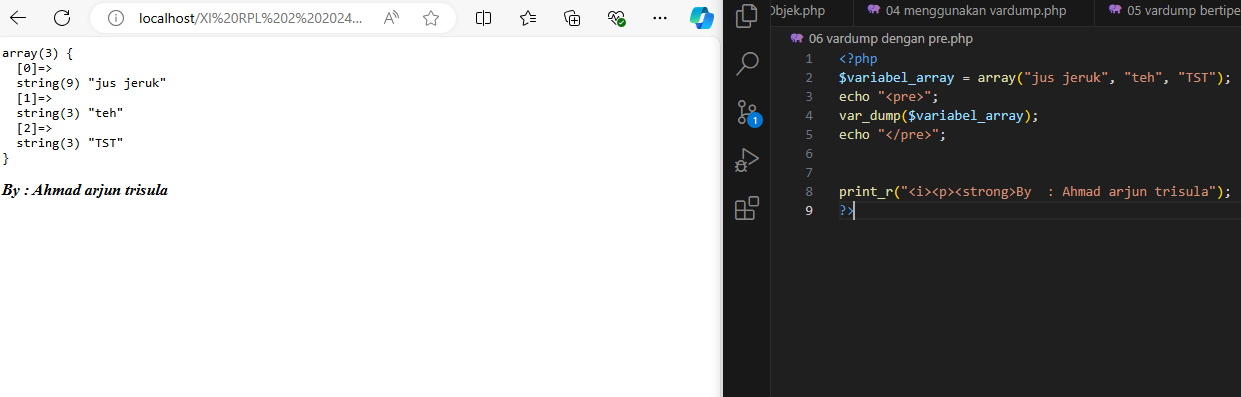 localhost/XI%20RPL%202%202024...
array(3) {
[0]=>
string(9) "jus jeruk"
[1]=>
string(3) "teh"
[2]=>
string(3) "TST"
}
By : Ahmad arjun trisula
Objek.php
04 menggunakan vardump.php
05 vardump bertipe
06 vardump dengan pre.php
1 <?php
2 $variabel_array = array("jus jeruk", "teh", "TST");
3 echo "<pre>";
4 var_dump($variabel_array);
5 echo "</pre>";
6
7
8 print_r("<i><p><strong>By  : Ahmad arjun trisula");
9 ?>
1